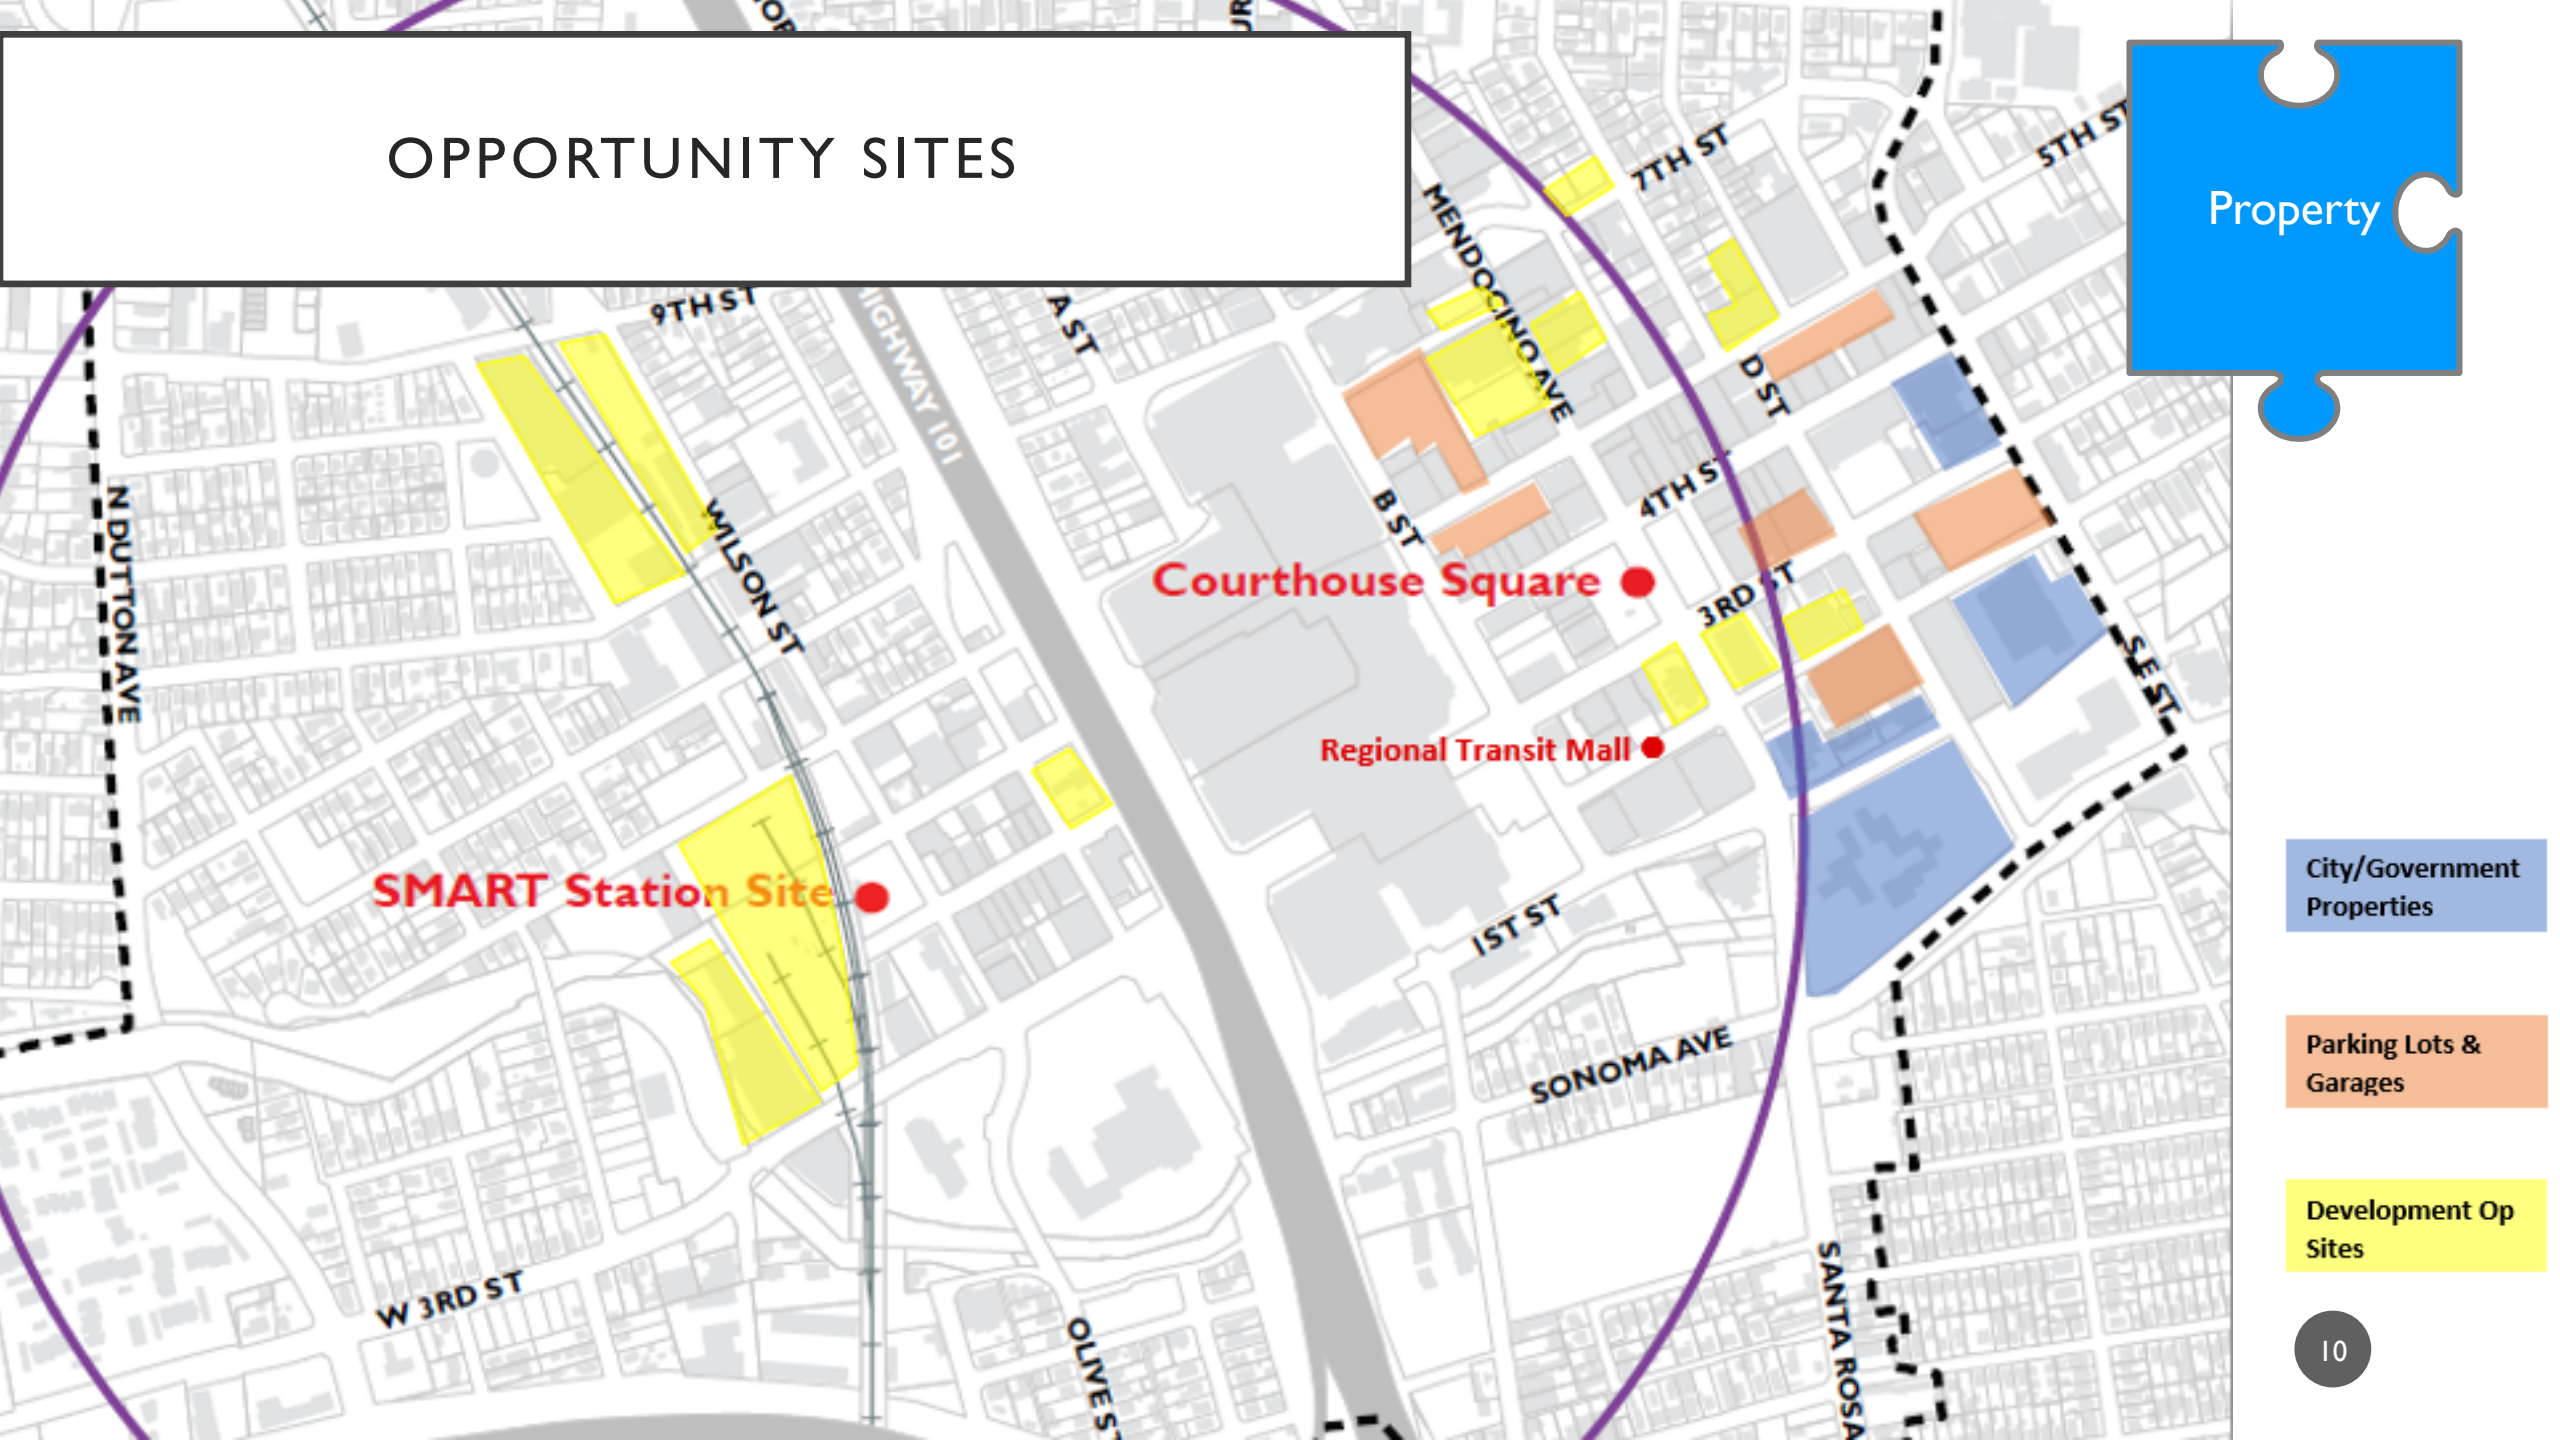 OPPORTUNITY SITES
Property
7TH ST
5TH ST
MENDOCINO AVE
9TH ST
A ST
HIGHWAY 101
D ST
4TH ST
B ST
N DUTTON AVE
WILSON ST
Courthouse Square
3RD ST
S E ST
Regional Transit Mall
SMART Station Site
1ST ST
SONOMA AVE
W 3RD ST
OLIVE ST
SANTA ROSA
City/Government
Properties
Parking Lots &
Garages
Development Op
Sites
10